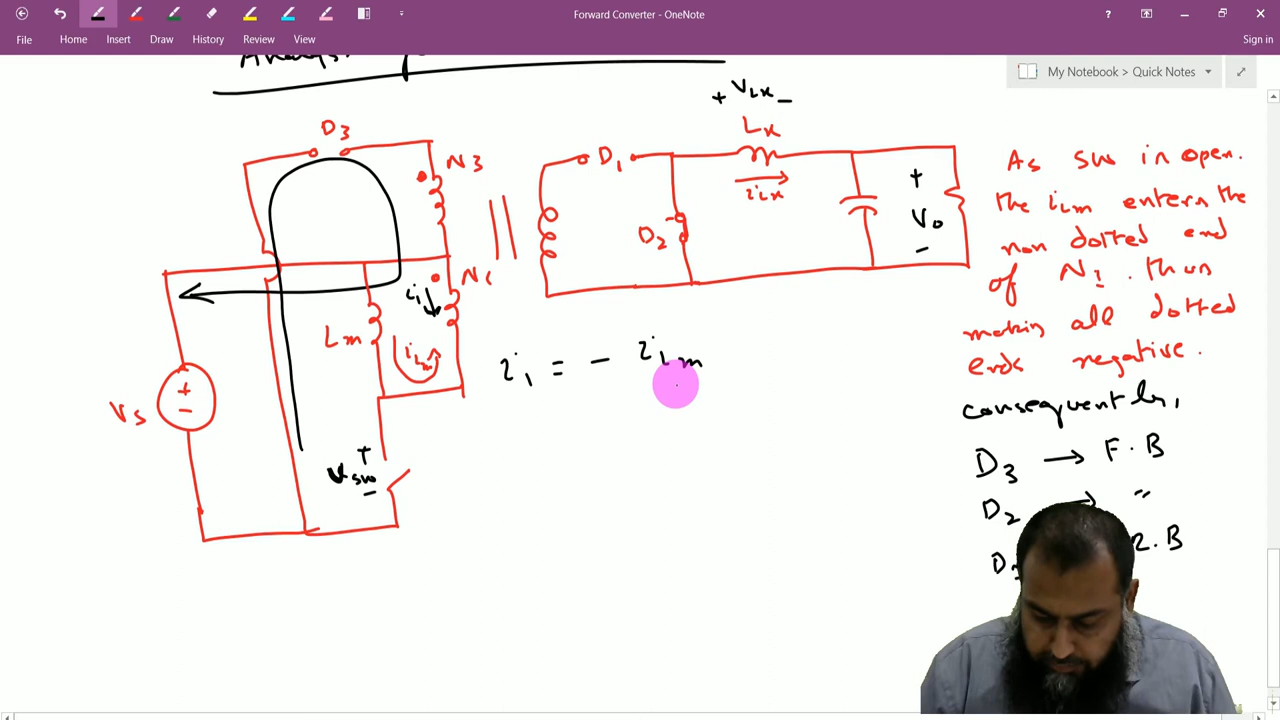 Forward Converter - OneNote
File Home Insert Draw History Review View
Sign in
My Notebook > Quick Notes
+ VLx -
D3
Lx
N3
D1
iLx
D2
+
Vo
-
N1
i1
Lm
iLm
i1 = - iLm
Vs
+
-
+
Vsw
-
As sw is open.
the iLm enters the
non dotted end
of N1. thus
making all dotted
ends negative.
consequently,
D3 → F.B
D2 → "
R.B